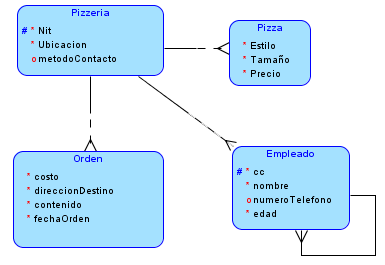 Pizzeria
# * Nit
* Ubicacion
o metodoContacto
Pizza
* Estilo
* Tamaño
* Precio
Orden
* costo
* direccionDestino
* contenido
* fechaOrden
Empleado
# * cc
* nombre
o numeroTelefono
* edad